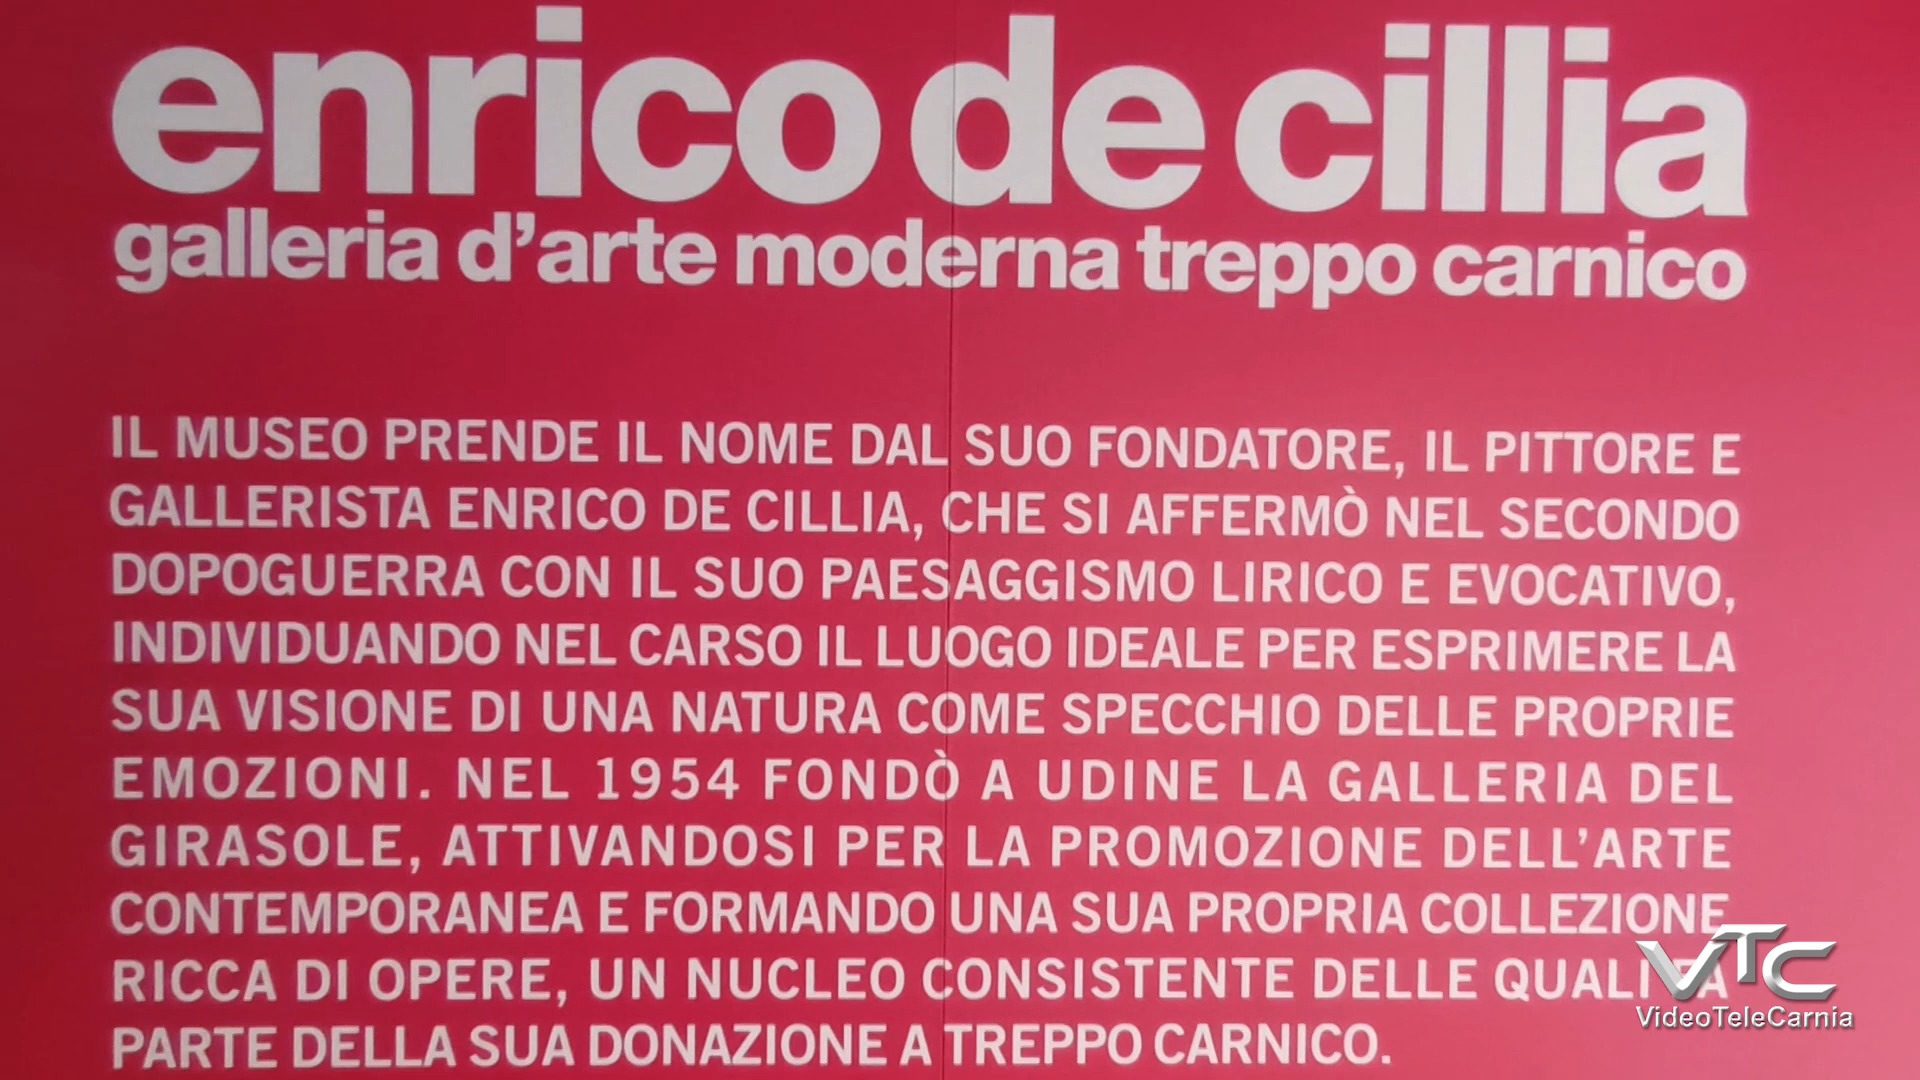 enrico de cillia
galleria d'arte moderna treppo carnico
IL MUSEO PRENDE IL NOME DAL SUO FONDATORE, IL PITTORE E
GALLERISTA ENRICO DE CILLIA, CHE SI AFFERMÒ NEL SECONDO
DOPOGUERRA CON IL SUO PAESAGGISMO LIRICO E EVOCATIVO,
INDIVIDUANDO NEL CARSO IL LUOGO IDEALE PER ESPRIMERE LA
SUA VISIONE DI UNA NATURA COME SPECCHIO DELLE PROPRIE
EMOZIONI. NEL 1954 FONDÒ A UDINE LA GALLERIA DEL
GIRASOLE, ATTIVANDOSI PER LA PROMOZIONE DELL'ARTE
CONTEMPORANEA E FORMANDO UNA SUA PROPRIA COLLEZIONE
RICCA DI OPERE, UN NUCLEO CONSISTENTE DELLE QUALI FA
PARTE DELLA SUA DONAZIONE A TREPPO CARNICO.
VTC
VideoTeleCarnia